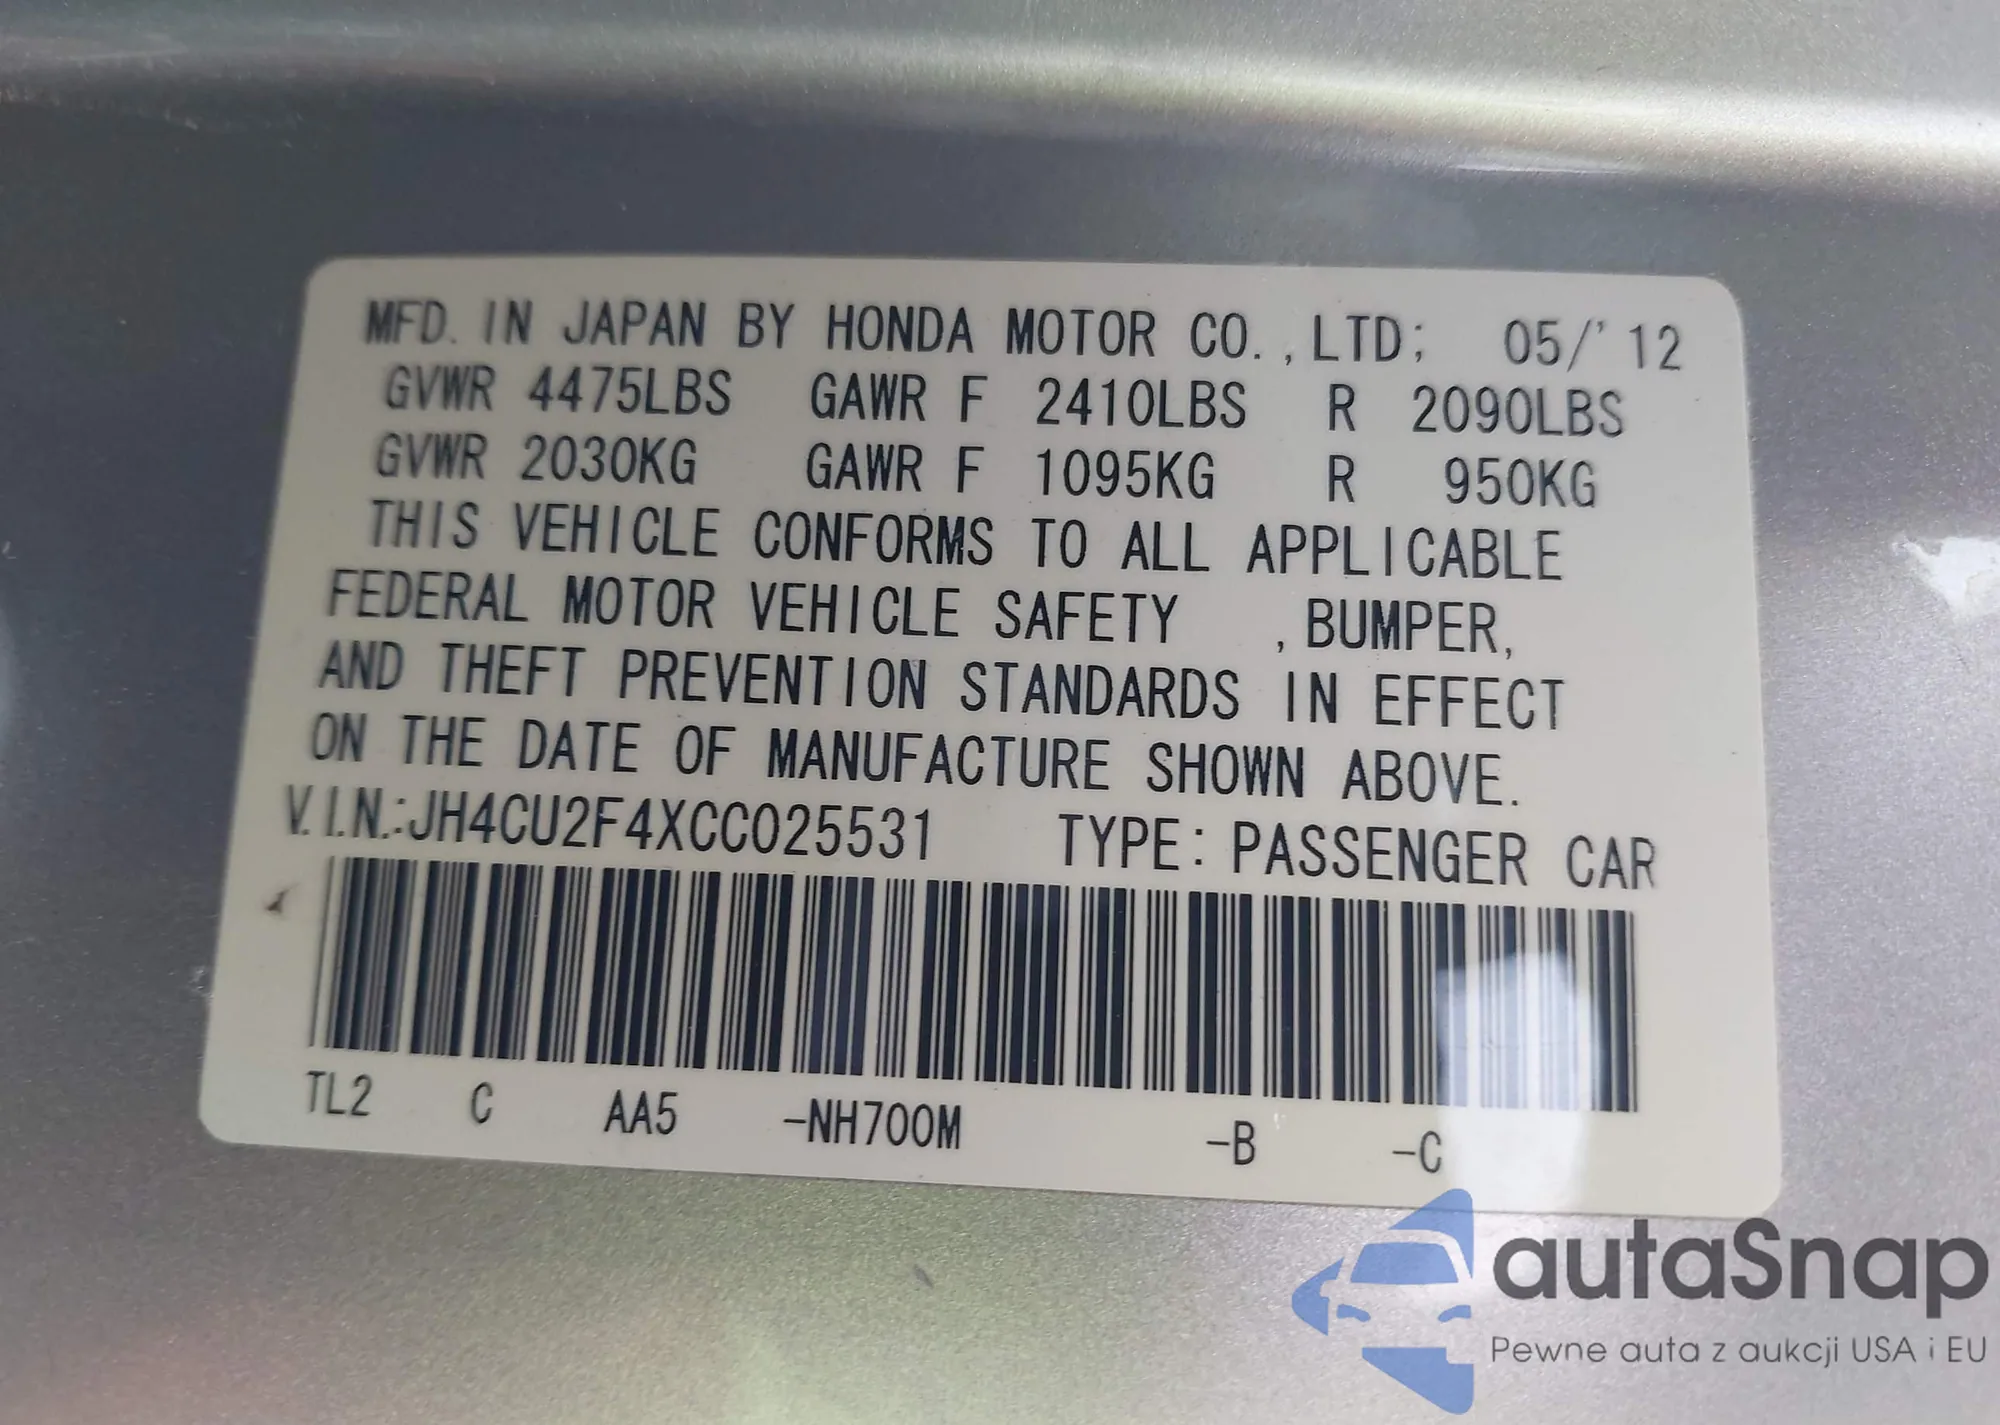 MFD. IN JAPAN BY HONDA MOTOR CO.,LTD; 05/'12
GVWR 4475LBS GAWR F 2410LBS R 2090LBS
GVWR 2030KG GAWR F 1095KG R 950KG
THIS VEHICLE CONFORMS TO ALL APPLICABLE
FEDERAL MOTOR VEHICLE SAFETY ,BUMPER,
AND THEFT PREVENTION STANDARDS IN EFFECT
ON THE DATE OF MANUFACTURE SHOWN ABOVE.
V.I.N.:JH4CU2F4XCC025531 TYPE: PASSENGER CAR
TL2 C AA5 -NH700M -B -C
autaSnap
Pewne auta z aukcji USA i EU